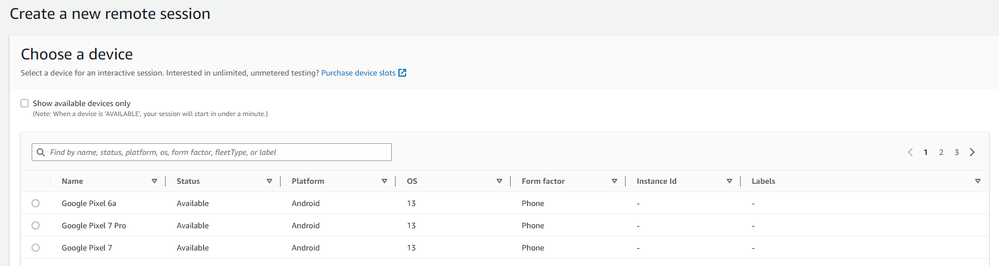 Create a new remote session
Choose a device
Select a device for an interactive session. Interested in unlimited, unmetered testing? Purchase device slots
Show available devices only
(Note: When a device is 'AVAILABLE', your session will start in under a minute.)
Find by name, status, platform, os, form factor, fleetType, or label 1 2 3
Name Status Platform OS Form factor Instance Id Labels
Google Pixel 6a Available Android 13 Phone - -
Google Pixel 7 Pro Available Android 13 Phone - -
Google Pixel 7 Available Android 13 Phone - -